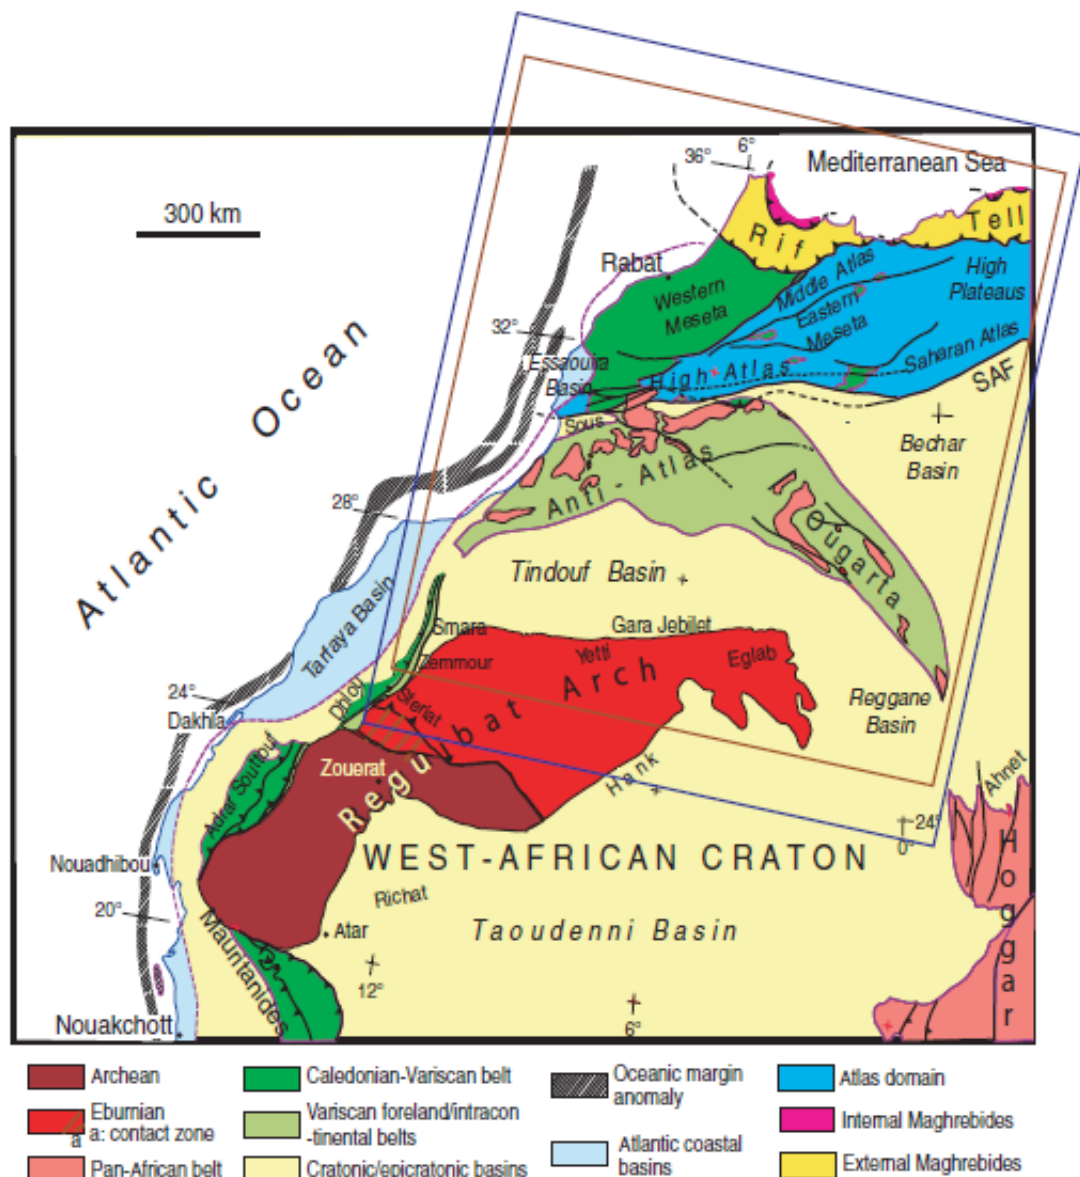 36°
6°
Mediterranean Sea
300 km
Rif
Tell
Rabat
Middle Atlas
High
Plateaus
Western
Meseta
Eastern
Meseta
32°
Essaouira
Basin
High-Atlas
Saharan Atlas
SAF
Sous
Bechar
Basin
Atlantic Ocean
Anti-Atlas
28°
Ougarta
Tindouf Basin
Tarfaya Basin
Smara
Gara Jebilet
Zemmour
Yetti
Eglab
24°
Dakhla
Dhloi
Steriat
Reguibat Arch
Reggane
Basin
Adrar Souttouf
Zouerat
Hank
Ahnet
24°
0°
Nouadhibou
WEST-AFRICAN CRATON
Hoggar
Richat
20°
Atar
Taoudenni Basin
Mauritanides
12°
6°
Nouakchott
Archean
Caledonian-Variscan belt
Oceanic margin
anomaly
Atlas domain
Eburnian
a
a: contact zone
Variscan foreland/intracon
-tinental belts
Internal Maghrebides
Atlantic coastal
basins
Pan-African belt
Cratonic/epicratonic basins
External Maghrebides